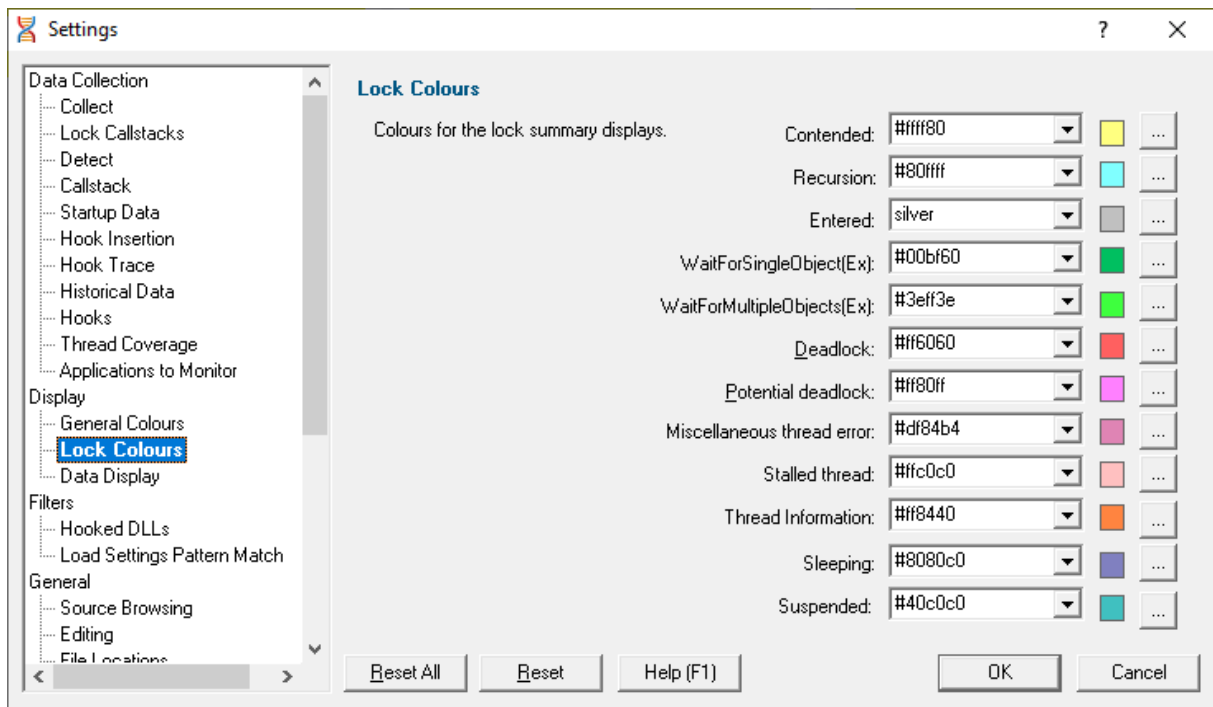 Settings
?
Data Collection
Collect
Lock Callstacks
Detect
Callstack
Startup Data
Hook Insertion
Hook Trace
Historical Data
Hooks
Thread Coverage
Applications to Monitor
Display
General Colours
Lock Colours
Data Display
Filters
Hooked DLLs
Load Settings Pattern Match
General
Source Browsing
Editing
File Locations
Lock Colours
Colours for the lock summary displays.
Contended: #ffff80 ...
Recursion: #80ffff ...
Entered: silver ...
WaitForSingleObject(Ex): #00bf60 ...
WaitForMultipleObjects(Ex): #3eff3e ...
Deadlock: #ff6060 ...
Potential deadlock: #ff80ff ...
Miscellaneous thread error: #df84b4 ...
Stalled thread: #ffc0c0 ...
Thread Information: #ff8440 ...
Sleeping: #8080c0 ...
Suspended: #40c0c0 ...
Reset All Reset Help (F1) OK Cancel